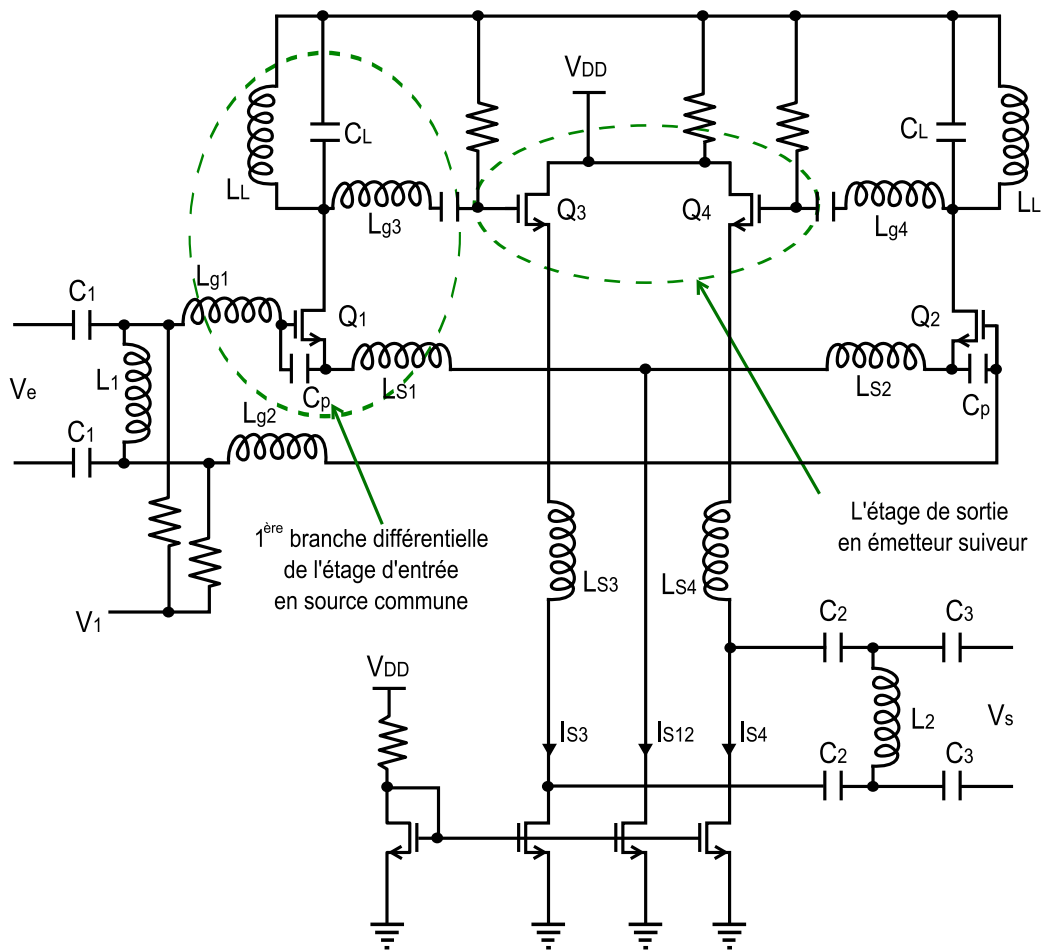 VDD
CL
CL
LL
LL
Q3
Q4
Lg3
Lg4
Lg1
C1
Q1
Q2
L1
Ve
LS1
LS2
Cp
Cp
C1
Lg2
1ère branche différentielle
de l'étage d'entrée
en source commune
L'étage de sortie
en émetteur suiveur
LS3
LS4
V1
C2
C3
VDD
L2
Vs
IS3
IS12
IS4
C2
C3